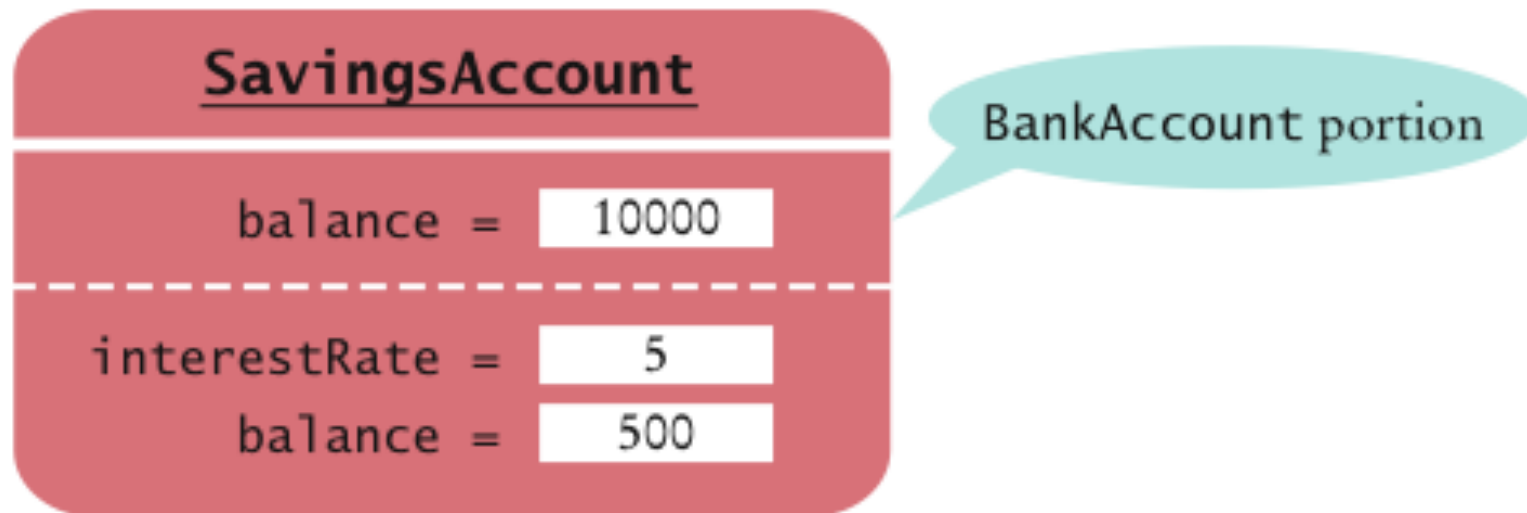 SavingsAccount
BankAccount portion
balance = 10000
interestRate = 5
balance = 500